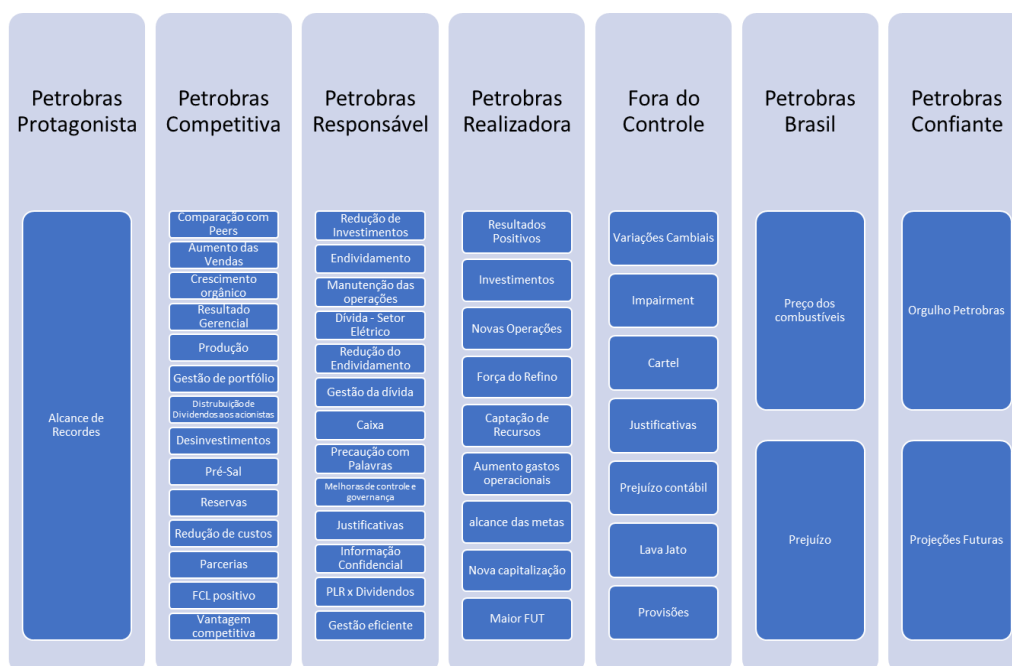 Petrobras
Protagonista
Alcance de
Recordes
Petrobras
Competitiva
Comparação com
Peers
Aumento das
Vendas
Crescimento
orgânico
Resultado
Gerencial
Produção
Gestão de portfólio
Distrubuição de
Dividendos aos acionistas
Desinvestimentos
Pré-Sal
Reservas
Redução de custos
Parcerias
FCL positivo
Vantagem
competitiva
Petrobras
Responsável
Redução de
Investimentos
Endividamento
Manutenção das
operações
Dívida - Setor
Elétrico
Redução do
Endividamento
Gestão da dívida
Caixa
Precaução com
Palavras
Melhoras de controle e
governança
Justificativas
Informação
Confidencial
PLR x Dividendos
Gestão eficiente
Petrobras
Realizadora
Resultados
Positivos
Investimentos
Novas Operações
Força do Refino
Captação de
Recursos
Aumento gastos
operacionais
alcance das metas
Nova capitalização
Maior FUT
Fora do
Controle
Variações Cambiais
Impairment
Cartel
Justificativas
Prejuízo contábil
Lava Jato
Provisões
Petrobras
Brasil
Preço dos
combustíveis
Prejuízo
Petrobras
Confiante
Orgulho Petrobras
Projeções Futuras